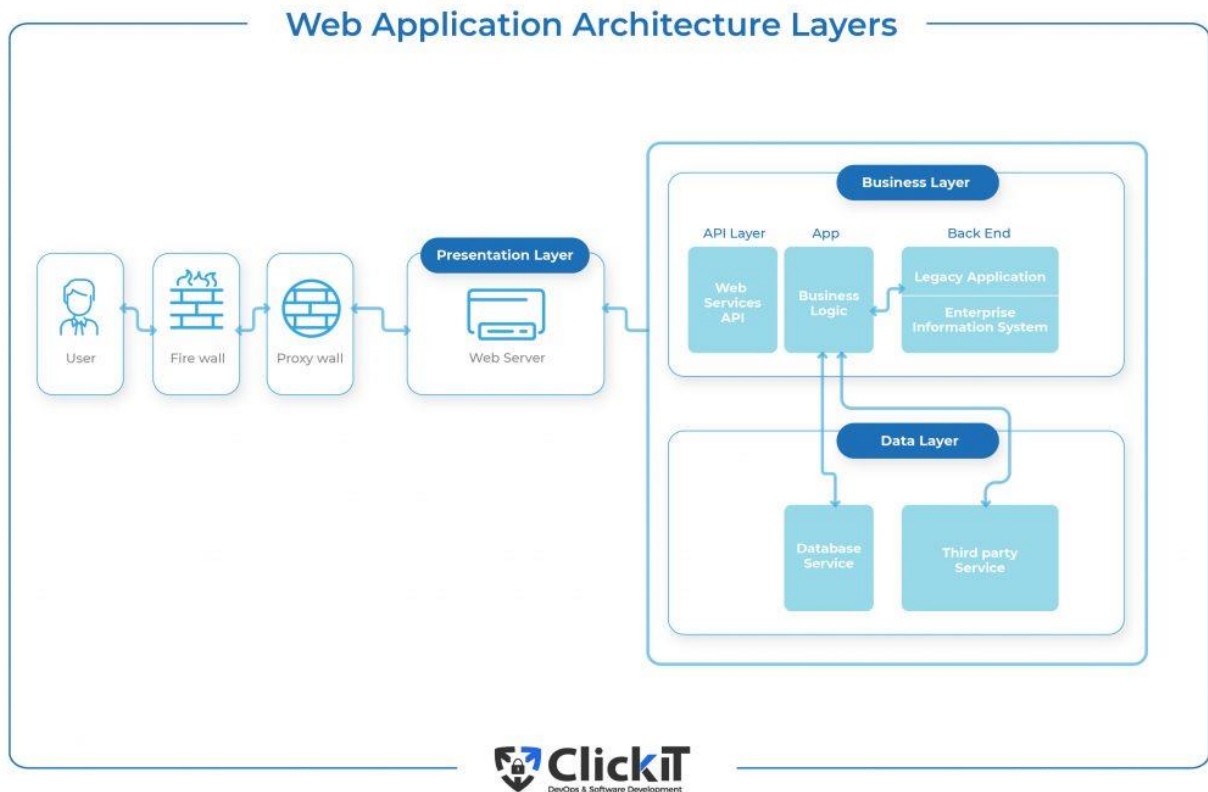 Web Application Architecture Layers
Business Layer
API Layer
App
Back End
Presentation Layer
Web
Services
API
Business
Logic
Legacy Application
Enterprise
Information System
User
Fire wall
Proxy wall
Web Server
Data Layer
Database
Service
Third party
Service
ClickIT
DevOps & Software Development